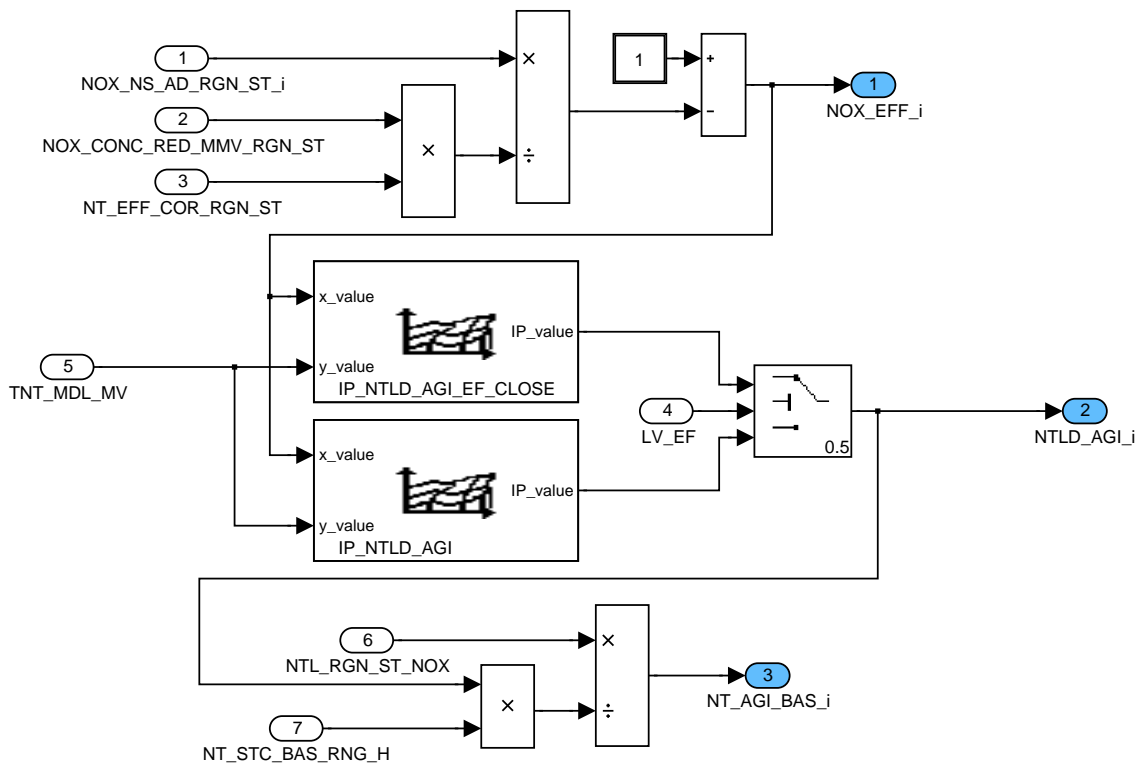 1
NOX_NS_AD_RGN_ST_i
2
NOX_CONC_RED_MMV_RGN_ST
3
NT_EFF_COR_RGN_ST
×
×
÷
1
+
−
1
NOX_EFF_i
x_value
y_value
IP_value
IP_NTLD_AGI_EF_CLOSE
5
TNT_MDL_MV
x_value
y_value
IP_value
IP_NTLD_AGI
4
LV_EF
0.5
2
NTLD_AGI_i
6
NTL_RGN_ST_NOX
7
NT_STC_BAS_RNG_H
×
×
÷
3
NT_AGI_BAS_i